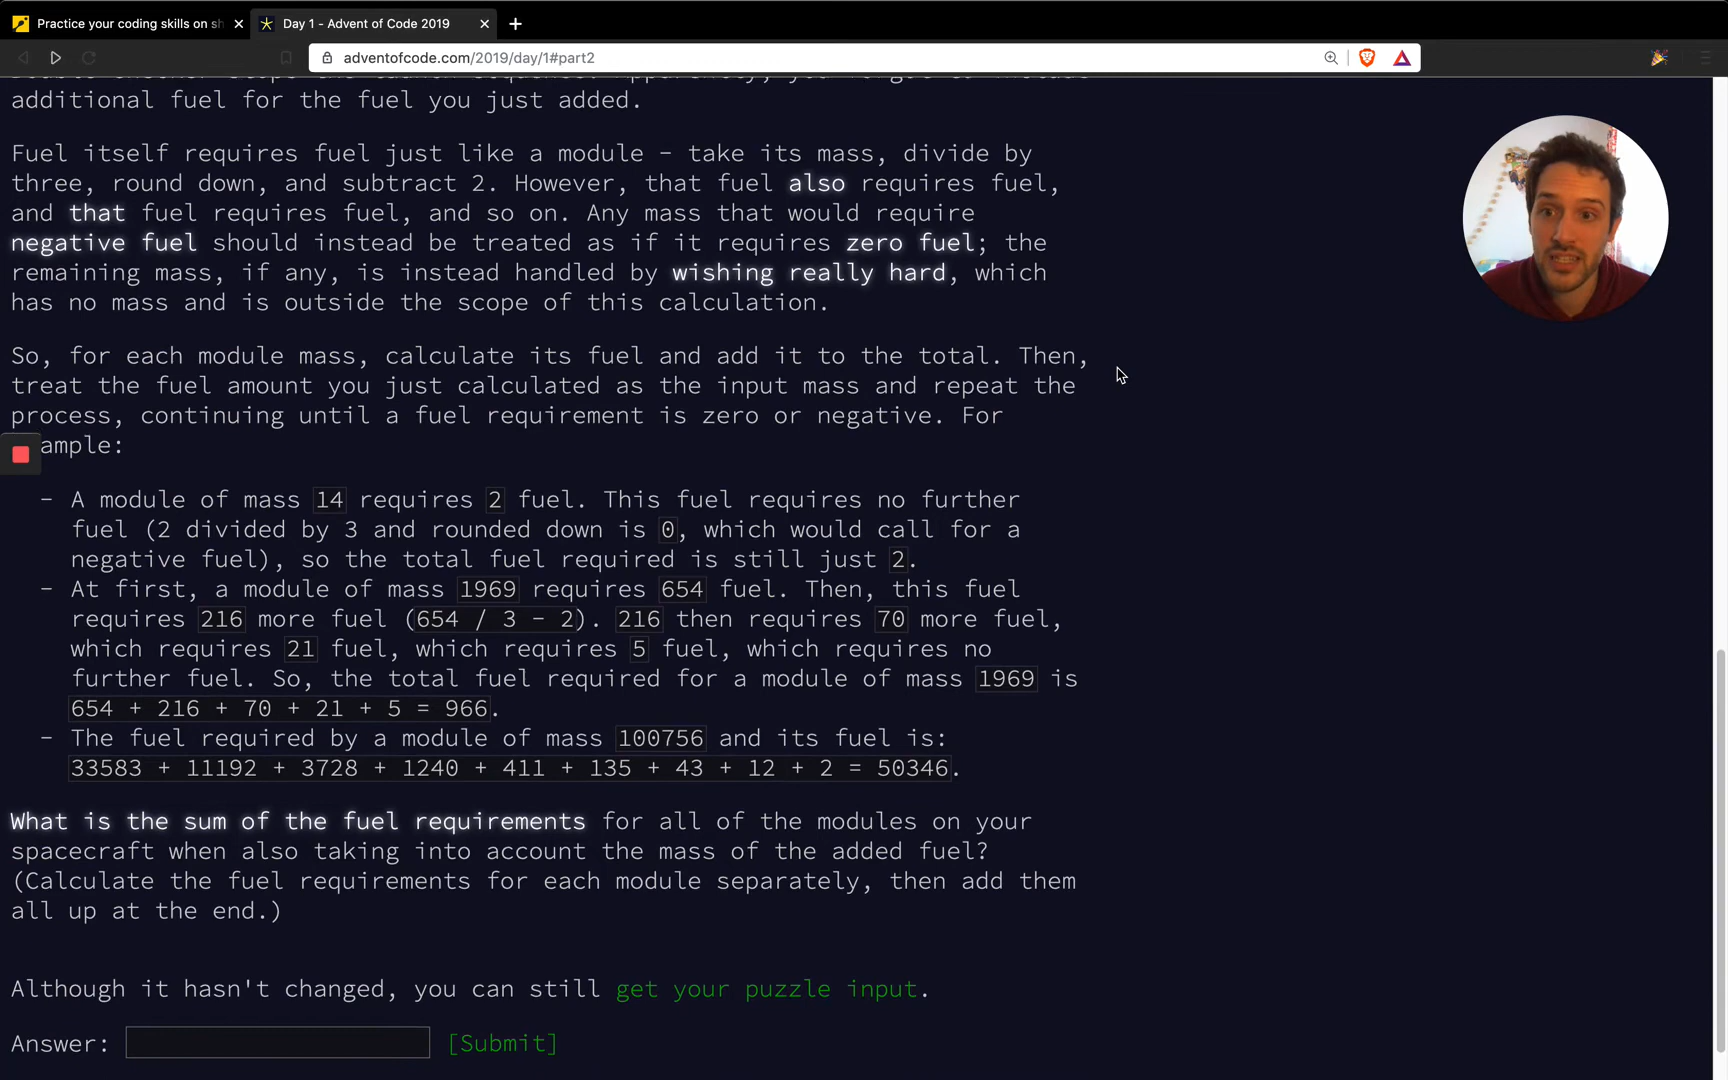 Practice your coding skills on sh
Day 1 - Advent of Code 2019
adventofcode.com/2019/day/1#part2
additional fuel for the fuel you just added.
Fuel itself requires fuel just like a module - take its mass, divide by
three, round down, and subtract 2. However, that fuel also requires fuel,
and that fuel requires fuel, and so on. Any mass that would require
negative fuel should instead be treated as if it requires zero fuel; the
remaining mass, if any, is instead handled by wishing really hard, which
has no mass and is outside the scope of this calculation.
So, for each module mass, calculate its fuel and add it to the total. Then,
treat the fuel amount you just calculated as the input mass and repeat the
process, continuing until a fuel requirement is zero or negative. For
ample:
- A module of mass 14 requires 2 fuel. This fuel requires no further
fuel (2 divided by 3 and rounded down is 0, which would call for a
negative fuel), so the total fuel required is still just 2.
- At first, a module of mass 1969 requires 654 fuel. Then, this fuel
requires 216 more fuel (654 / 3 - 2). 216 then requires 70 more fuel,
which requires 21 fuel, which requires 5 fuel, which requires no
further fuel. So, the total fuel required for a module of mass 1969 is
654 + 216 + 70 + 21 + 5 = 966.
- The fuel required by a module of mass 100756 and its fuel is:
33583 + 11192 + 3728 + 1240 + 411 + 135 + 43 + 12 + 2 = 50346.
What is the sum of the fuel requirements for all of the modules on your
spacecraft when also taking into account the mass of the added fuel?
(Calculate the fuel requirements for each module separately, then add them
all up at the end.)
Although it hasn't changed, you can still get your puzzle input.
Answer: [Submit]